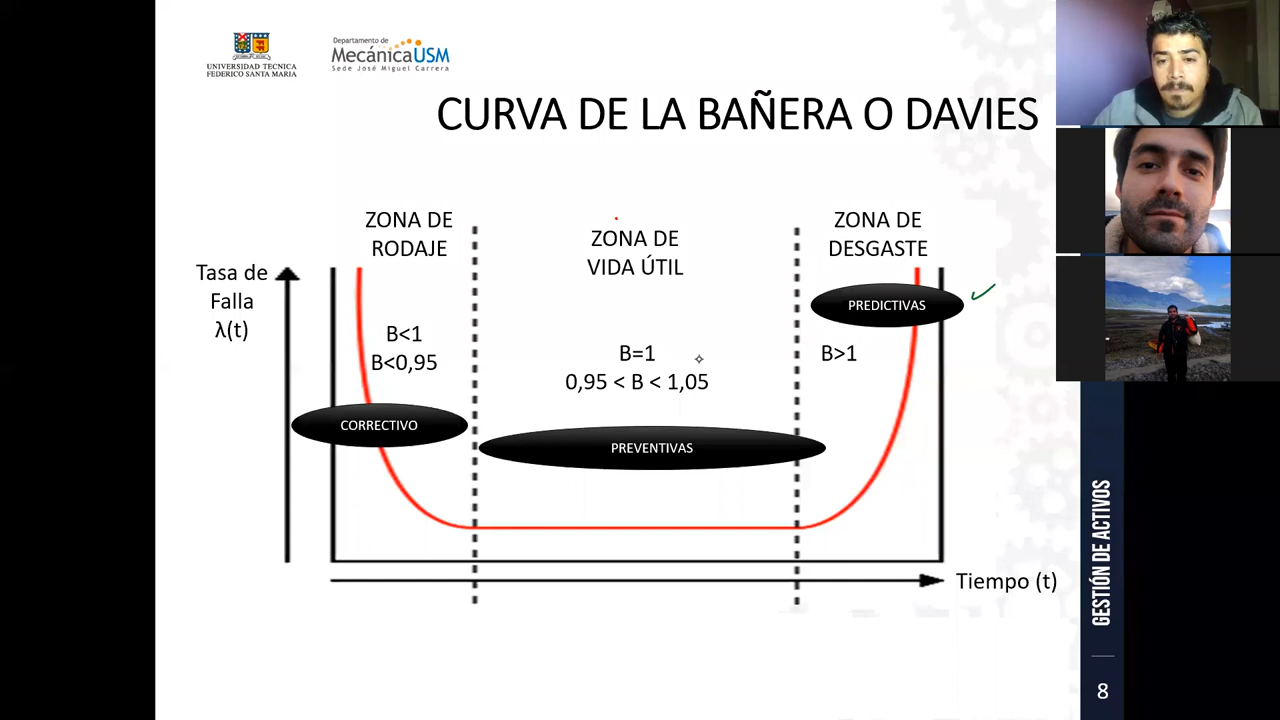 UNIVERSIDAD TECNICA
FEDERICO SANTA MARIA
Departamento de
MecánicaUSM
Sede José Miguel Carrera
CURVA DE LA BAÑERA O DAVIES
ZONA DE
RODAJE
ZONA DE
VIDA ÚTIL
ZONA DE
DESGASTE
Tasa de
Falla
λ(t)
PREDICTIVAS
B<1
B<0,95
B=1
0,95 < B < 1,05
B>1
CORRECTIVO
PREVENTIVAS
Tiempo (t)
GESTIÓN DE ACTIVOS
8